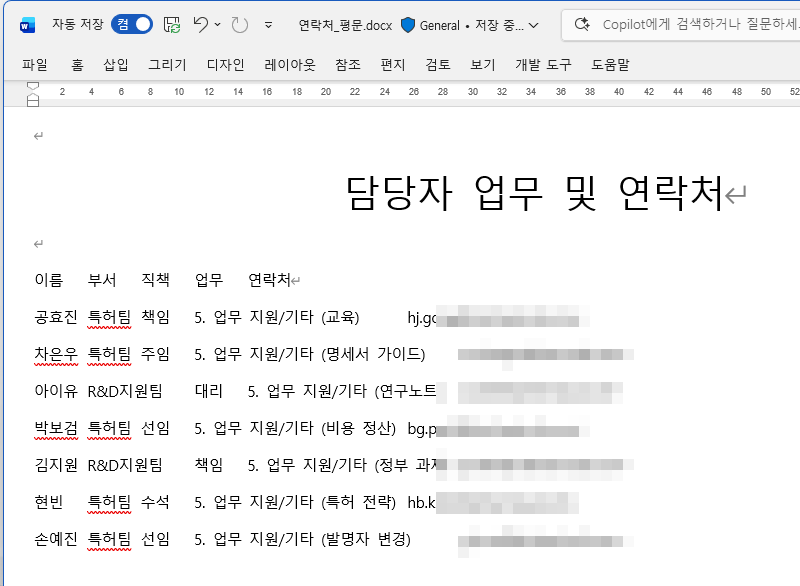 자동 저장 켬 연락처_평문.docx General • 저장 중... Copilot에게 검색하거나 질문하세.
파일 홈 삽입 그리기 디자인 레이아웃 참조 편지 검토 보기 개발 도구 도움말
2 4 6 8 10 12 14 16 18 20 22 24 26 28 30 32 34 36 38 40 42 44 46 48 50 52
담당자 업무 및 연락처
이름 부서 직책 업무 연락처
공효진 특허팀 책임 5. 업무 지원/기타 (교육) hj.go
차은우 특허팀 주임 5. 업무 지원/기타 (명세서 가이드)
아이유 R&D지원팀 대리 5. 업무 지원/기타 (연구노트
박보검 특허팀 선임 5. 업무 지원/기타 (비용 정산) bg.p
김지원 R&D지원팀 책임 5. 업무 지원/기타 (정부 과제
현빈 특허팀 수석 5. 업무 지원/기타 (특허 전략) hb.k
손예진 특허팀 선임 5. 업무 지원/기타 (발명자 변경)